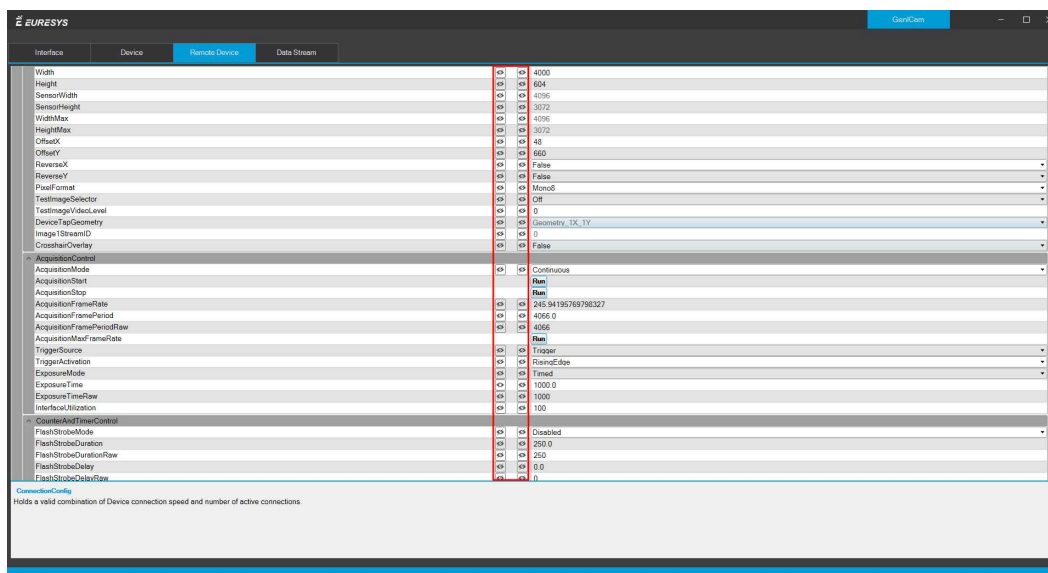 EURESYS
GenICam
Interface Device Remote Device Data Stream
Width 4000
Height 604
SensorWidth 4096
SensorHeight 3072
WidthMax 4096
HeightMax 3072
OffsetX 48
OffsetY 660
ReverseX False
ReverseY False
PixelFormat Mono8
TestImageSelector Off
TestImageVideoLevel 0
DeviceTapGeometry Geometry_1X_1Y
Image1StreamID 0
CrosshairOverlay False
AcquisitionControl
AcquisitionMode Continuous
AcquisitionStart Run
AcquisitionStop Run
AcquisitionFrameRate 245.94195769798327
AcquisitionFramePeriod 4066.0
AcquisitionFramePeriodRaw 4066
AcquisitionMaxFrameRate Run
TriggerSource Trigger
TriggerActivation RisingEdge
ExposureMode Timed
ExposureTime 1000.0
ExposureTimeRaw 1000
InterfaceUtilization 100
CounterAndTimerControl
FlashStrobeMode Disabled
FlashStrobeDuration 250.0
FlashStrobeDurationRaw 250
FlashStrobeDelay 0.0
FlashStrobeDelayRaw 0
ConnectionConfig
Holds a valid combination of Device connection speed and number of active connections.